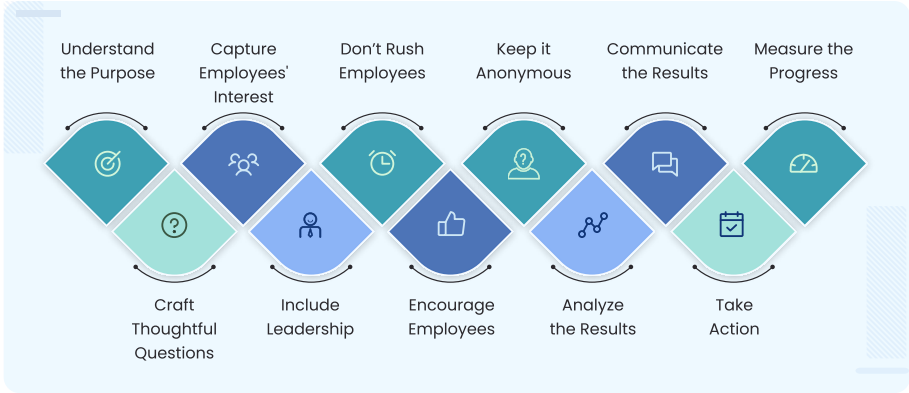 Understand
the Purpose
Capture
Employees'
Interest
Don’t Rush
Employees
Keep it
Anonymous
Communicate
the Results
Measure the
Progress
Craft
Thoughtful
Questions
Include
Leadership
Encourage
Employees
Analyze
the Results
Take
Action